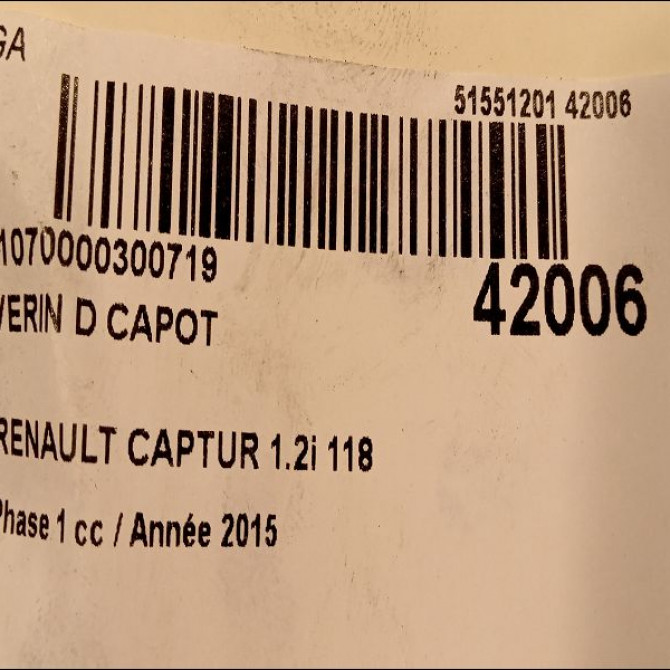 GA
51551201 42006
1070000300719
42006
VERIN D CAPOT
RENAULT CAPTUR 1.2i 118
Phase 1 cc / Année 2015